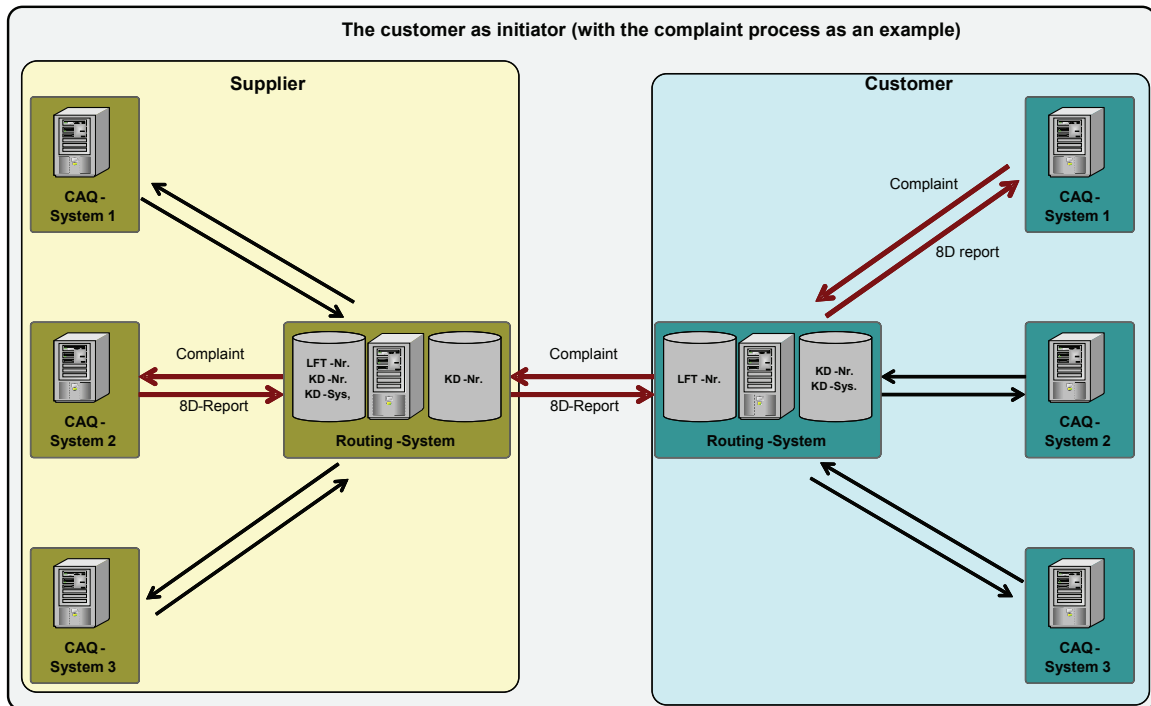 The customer as initiator (with the complaint process as an example)
Supplier
CAQ -
System 1
CAQ -
System 2
CAQ -
System 3
Complaint
8D-Report
LFT -Nr.
KD -Nr.
KD -Sys,
KD -Nr.
Routing -System
Complaint
8D-Report
Customer
LFT -Nr.
KD -Nr.
KD -Sys.
Routing -System
Complaint
8D report
CAQ -
System 1
CAQ -
System 2
CAQ -
System 3